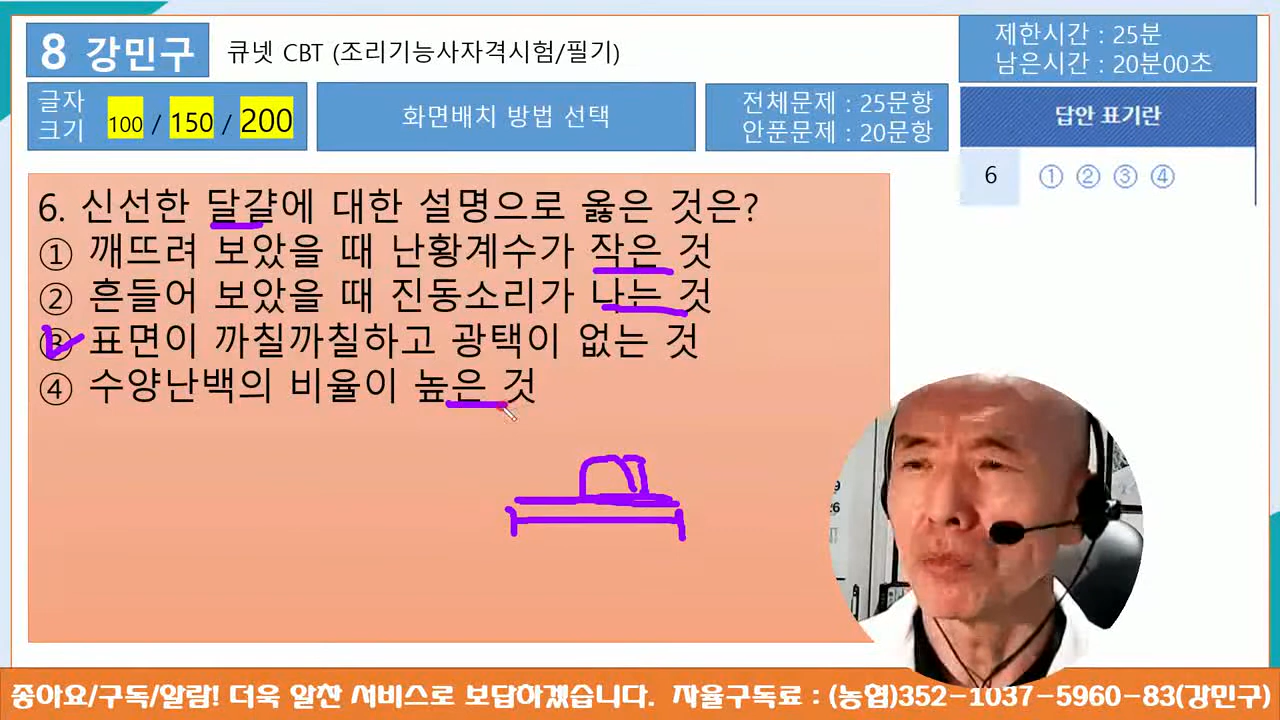 8 강민구
큐넷 CBT (조리기능사자격시험/필기)
제한시간 : 25분
남은시간 : 20분00초
글자
크기
100 / 150 / 200
화면배치 방법 선택
전체문제 : 25문항
안푼문제 : 20문항
답안 표기란
6 ① ② ③ ④
6. 신선한 달걀에 대한 설명으로 옳은 것은?
① 깨뜨려 보았을 때 난황계수가 작은 것
② 흔들어 보았을 때 진동소리가 나는 것
③ 표면이 까칠까칠하고 광택이 없는 것
④ 수양난백의 비율이 높은 것
좋아요/구독/알람! 더욱 알찬 서비스로 보답하겠습니다. 자율구독료 : (농협)352-1037-5960-83(강민구)